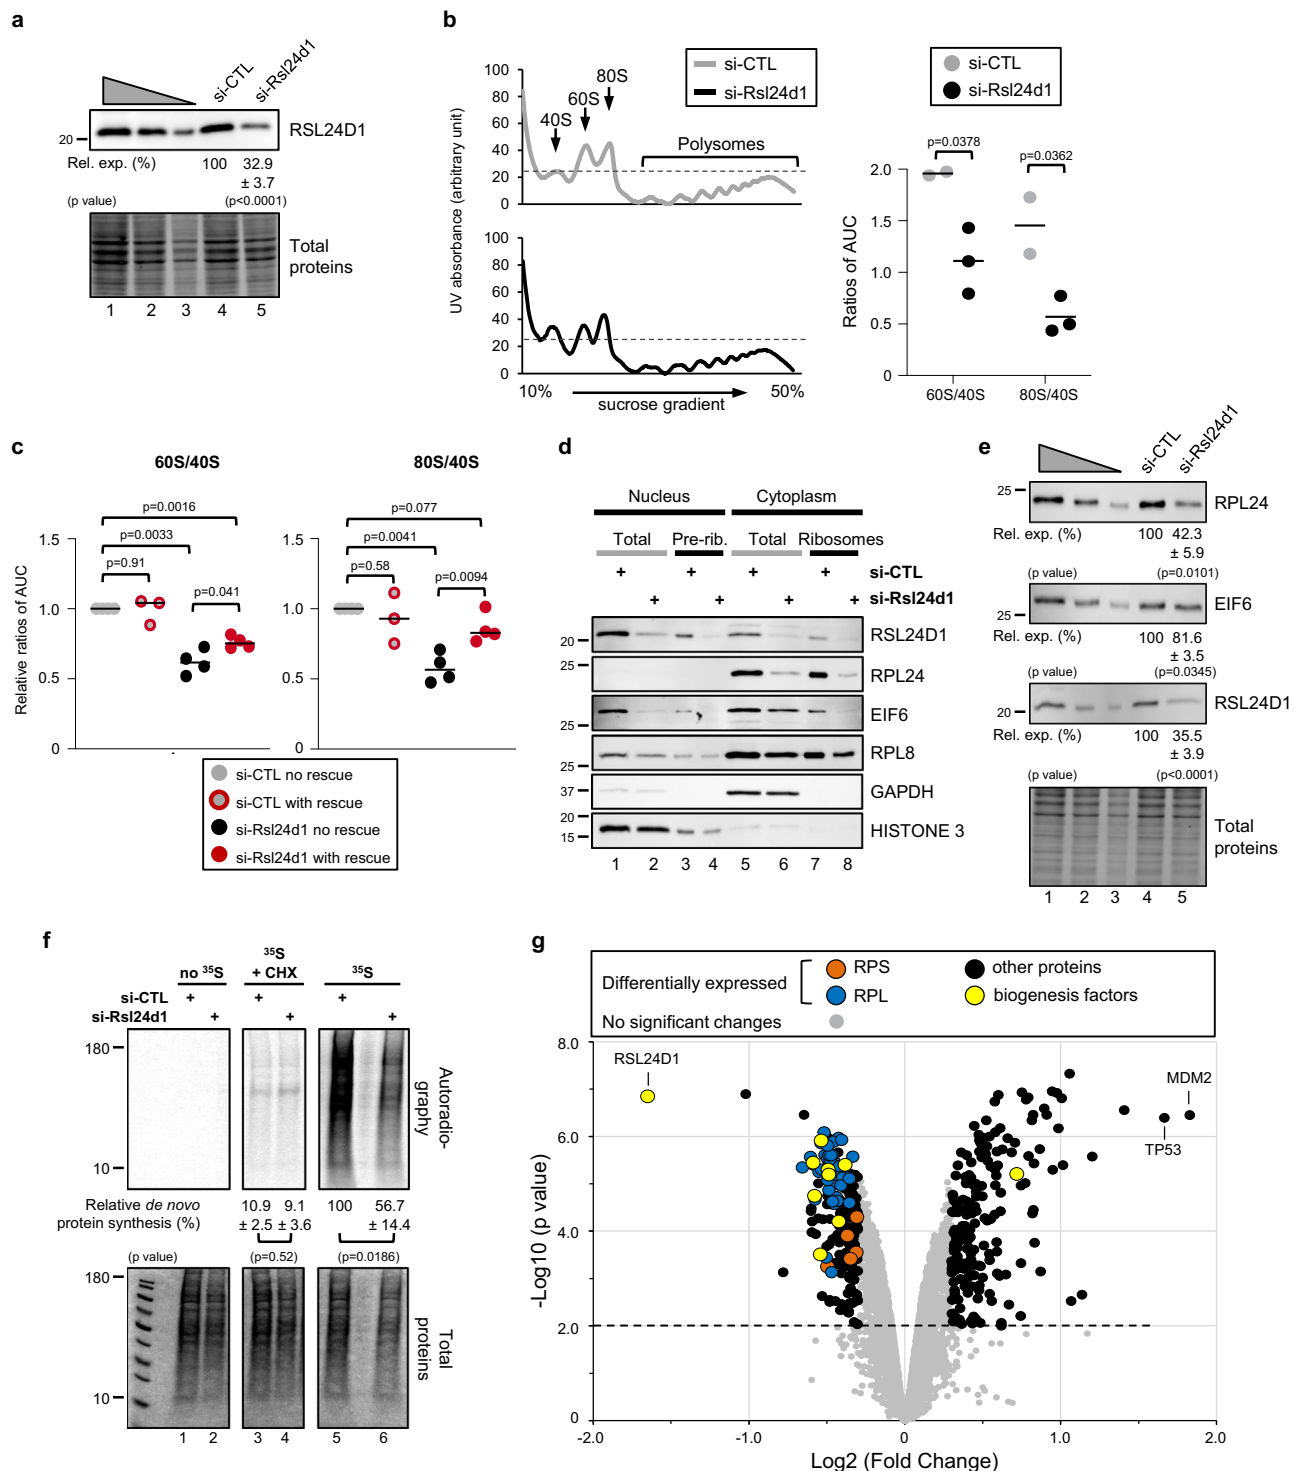 a
si-CTL
si-Rsl24d1
20
RSL24D1
Rel. exp. (%)
100
32.9
± 3.7
(p value)
(p<0.0001)
Total
proteins
1 2 3 4 5
b
si-CTL
si-Rsl24d1
UV absorbance (arbitrary unit)
100
80
60
40
20
0
40S
60S
80S
Polysomes
100
80
60
40
20
0
10%
50%
sucrose gradient
si-CTL
si-Rsl24d1
p=0.0378
p=0.0362
Ratios of AUC
2.0
1.5
1.0
0.5
0
60S/40S
80S/40S
c
60S/40S
80S/40S
Relative ratios of AUC
p=0.0016
p=0.0033
p=0.91
p=0.041
1.5
1.0
0.5
0
p=0.077
p=0.0041
p=0.58
p=0.0094
1.5
1.0
0.5
0
si-CTL no rescue
si-CTL with rescue
si-Rsl24d1 no rescue
si-Rsl24d1 with rescue
d
Nucleus Cytoplasm
Total Pre-rib. Total Ribosomes
+ + + + si-CTL
+ + + + si-Rsl24d1
20 RSL24D1
25 RPL24
25 EIF6
25 RPL8
37 GAPDH
20
15
HISTONE 3
1 2 3 4 5 6 7 8
e
si-CTL
si-Rsl24d1
25
RPL24
Rel. exp. (%)
100 42.3
± 5.9
(p value)
(p=0.0101)
25
EIF6
Rel. exp. (%)
100 81.6
± 3.5
(p value)
(p=0.0345)
20
RSL24D1
Rel. exp. (%)
100 35.5
± 3.9
(p value)
(p<0.0001)
Total
proteins
1 2 3 4 5
f
no 35S
35S
+ CHX
35S
si-CTL + + +
si-Rsl24d1 + + +
180
10
Autoradio-
graphy
Relative de novo
protein synthesis (%)
10.9
± 2.5
9.1
± 3.6
100
56.7
± 14.4
(p value)
(p=0.52)
(p=0.0186)
180
10
Total
proteins
1 2 3 4 5 6
g
Differentially expressed
RPS
RPL
other proteins
biogenesis factors
No significant changes
-Log10 (p value)
8.0
6.0
4.0
2.0
0
RSL24D1
MDM2
TP53
-2.0
-1.0
0
1.0
2.0
Log2 (Fold Change)